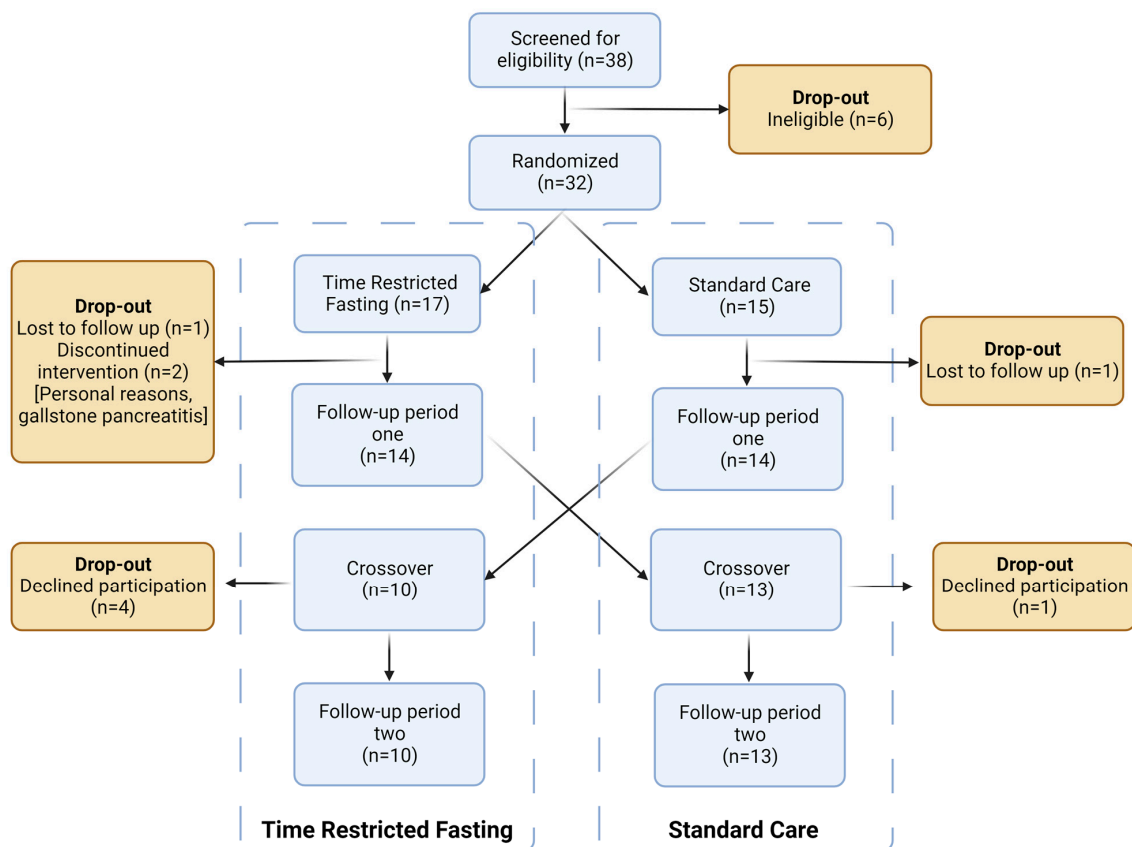 Screened for
eligibility (n=38)
Drop-out
Ineligible (n=6)
Randomized
(n=32)
Time Restricted
Fasting (n=17)
Standard Care
(n=15)
Drop-out
Lost to follow up (n=1)
Discontinued
intervention (n=2)
[Personal reasons,
gallstone pancreatitis]
Drop-out
Lost to follow up (n=1)
Follow-up period
one
(n=14)
Follow-up period
one
(n=14)
Drop-out
Declined participation
(n=4)
Crossover
(n=10)
Crossover
(n=13)
Drop-out
Declined participation
(n=1)
Follow-up period
two
(n=10)
Follow-up period
two
(n=13)
Time Restricted Fasting
Standard Care